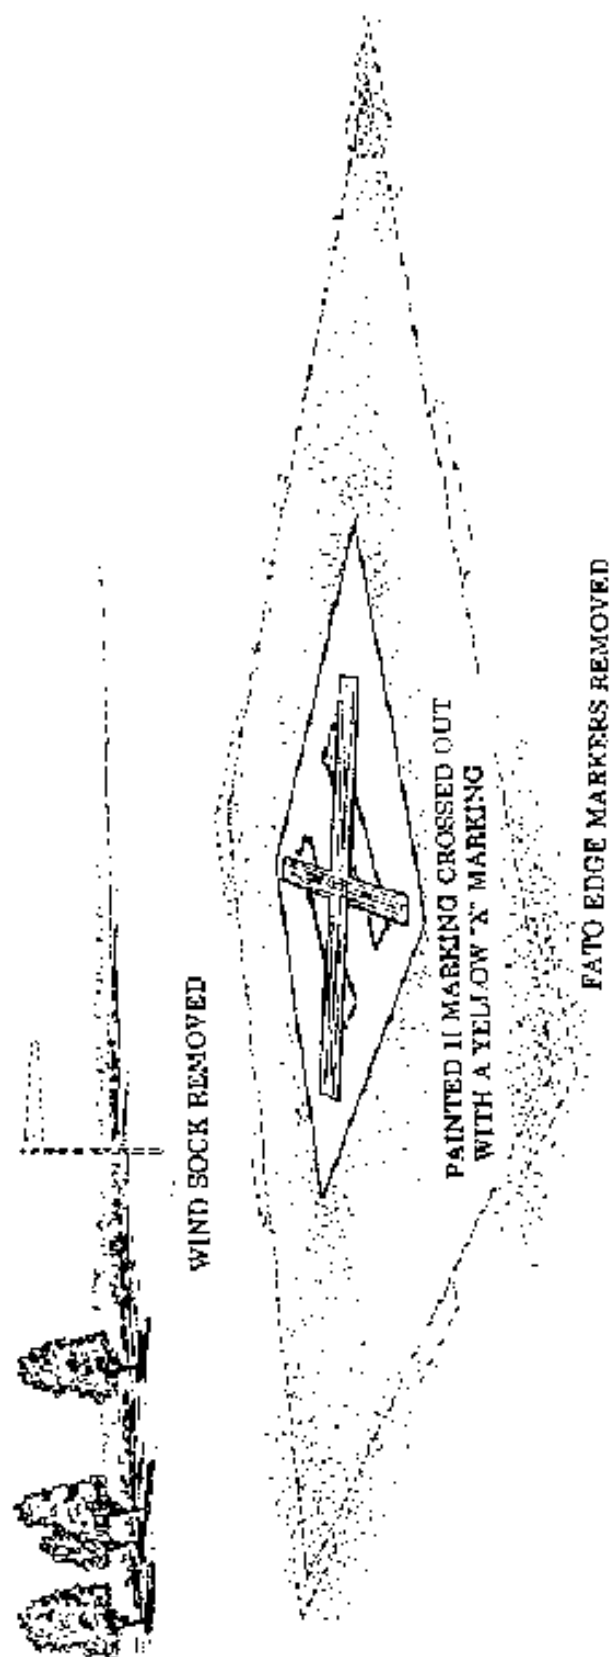 WIND SOCK REMOVED
PAINTED H MARKING CROSSED OUT
WITH A YELLOW "X" MARKING
FATO EDGE MARKERS REMOVED